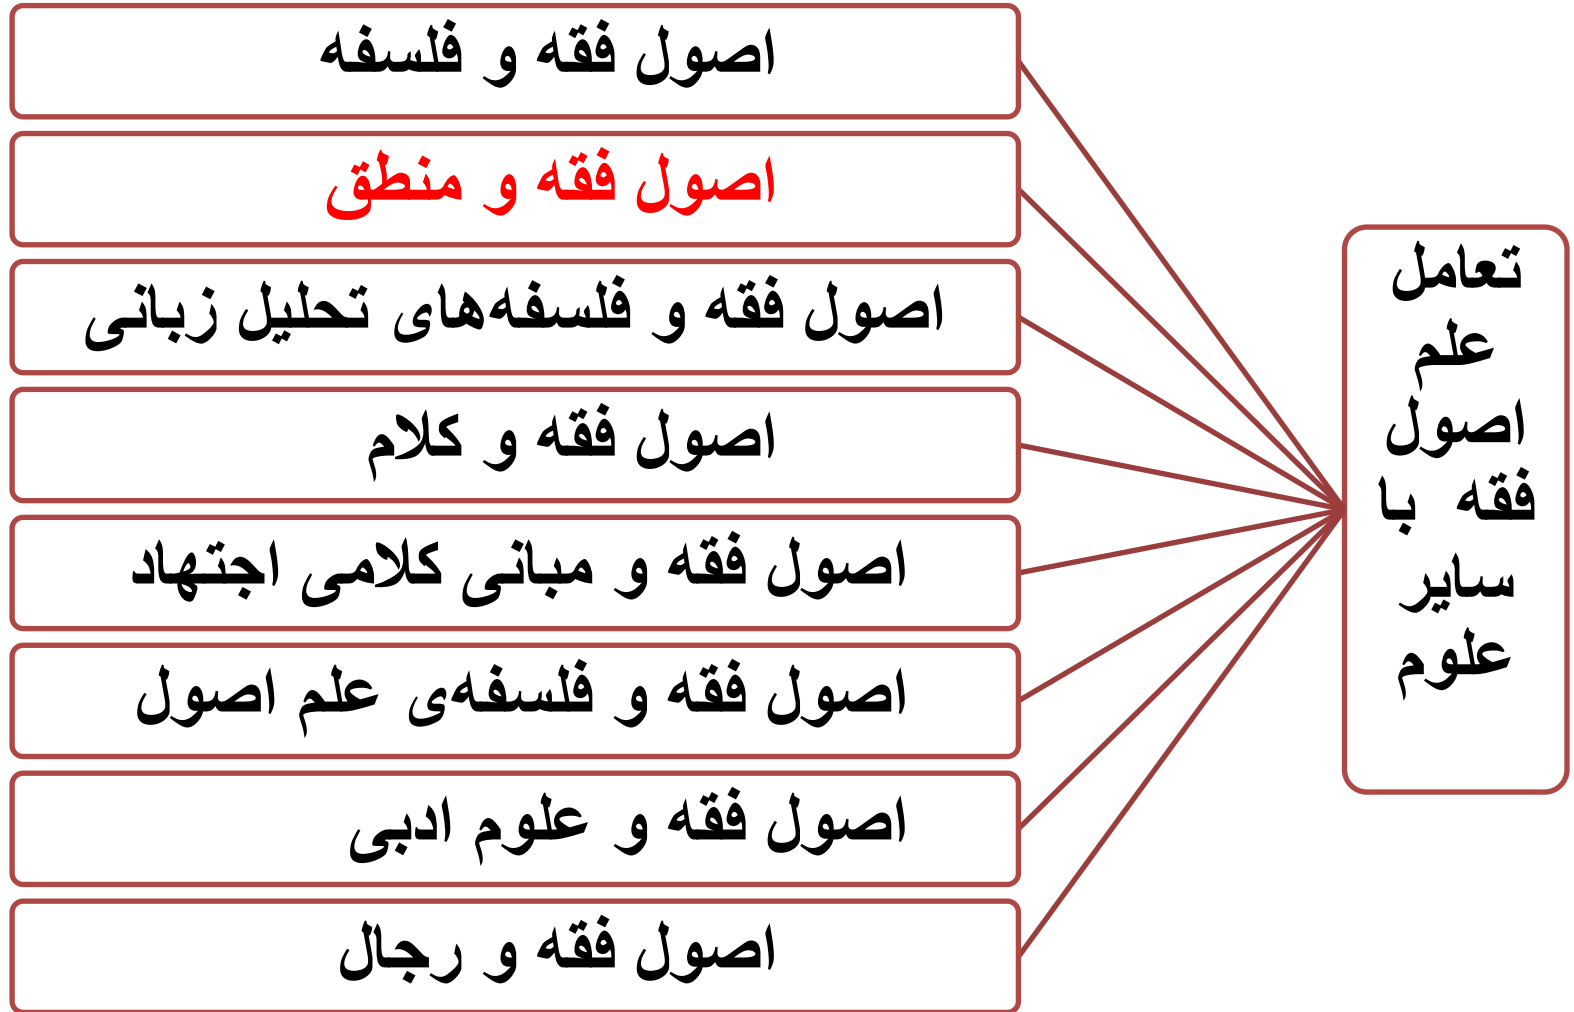 تعامل
علم
اصول
فقه با
سایر
علوم
اصول فقه و فلسفه
اصول فقه و منطق
اصول فقه و فلسفه‌های تحلیل زبانی
اصول فقه و کلام
اصول فقه و مبانی کلامی اجتهاد
اصول فقه و فلسفه‌ی علم اصول
اصول فقه و علوم ادبی
اصول فقه و رجال